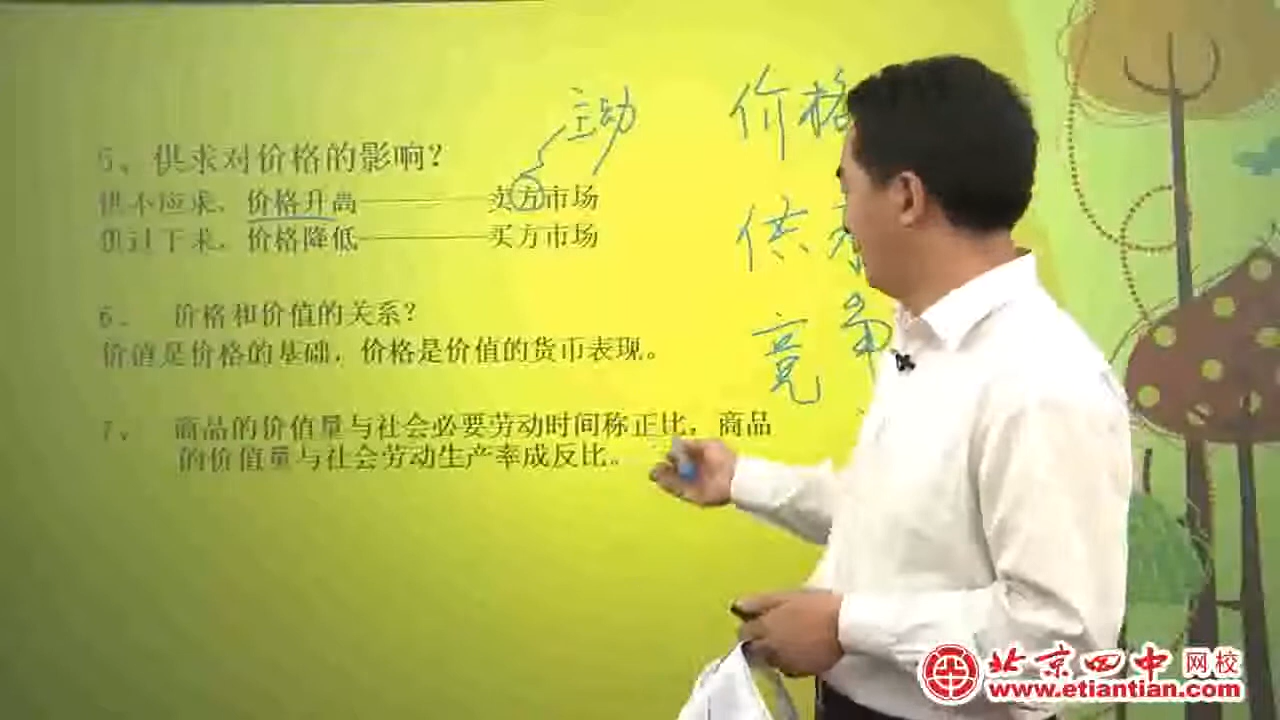 5、供求对价格的影响？
供不应求，价格升高————卖方市场
供过于求，价格降低————买方市场
6、 价格和价值的关系？
价值是价格的基础，价格是价值的货币表现。
7、 商品的价值量与社会必要劳动时间称正比，商品
的价值量与社会劳动生产率成反比。
主动
价格
供求
竞争
北京四中网校
www.etiantian.com